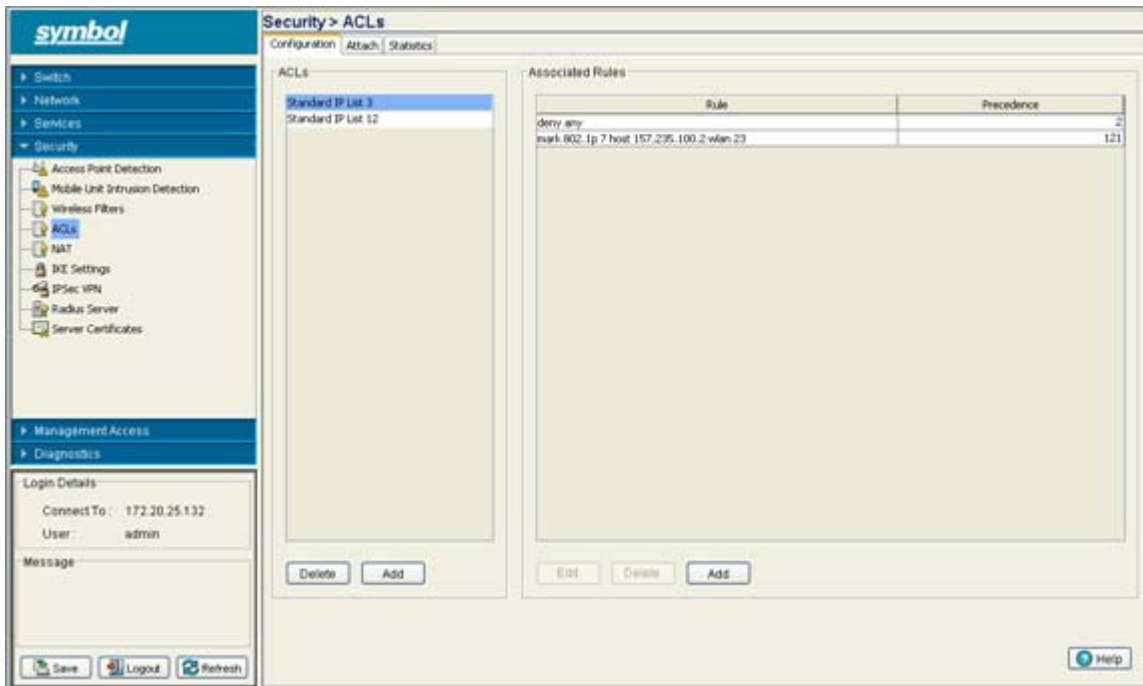 symbol
Switch
Network
Services
Security
Access Point Detection
Mobile Unit Intrusion Detection
Wireless Filters
ACLs
NAT
IKE Settings
IPSec VPN
Radius Server
Server Certificates
Management Access
Diagnostics
Login Details
Connect To : 172.20.25.132
User : admin
Message
Save Logout Refresh
Security > ACLs
Configuration Attach Statistics
ACLs
Standard IP List 3
Standard IP List 12
Delete Add
Associated Rules
Rule Precedence
deny any 2
mark 802.1p 7 host 157.235.100.2 wlan 23 121
Edit Delete Add
Help